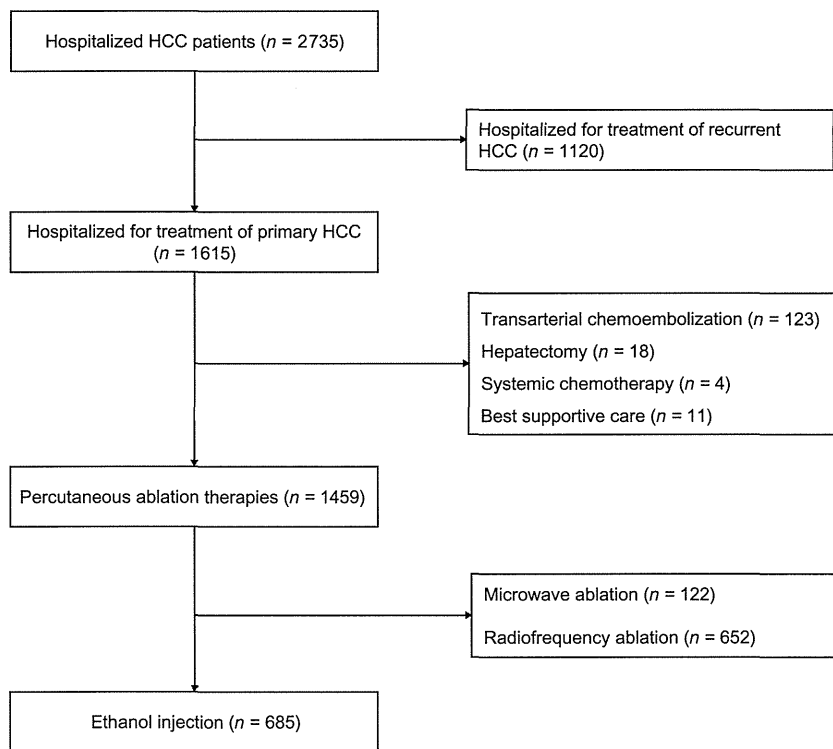 Hospitalized HCC patients (n = 2735)
Hospitalized for treatment of recurrent
HCC (n = 1120)
Hospitalized for treatment of primary HCC
(n = 1615)
Transarterial chemoembolization (n = 123)
Hepatectomy (n = 18)
Systemic chemotherapy (n = 4)
Best supportive care (n = 11)
Percutaneous ablation therapies (n = 1459)
Microwave ablation (n = 122)
Radiofrequency ablation (n = 652)
Ethanol injection (n = 685)